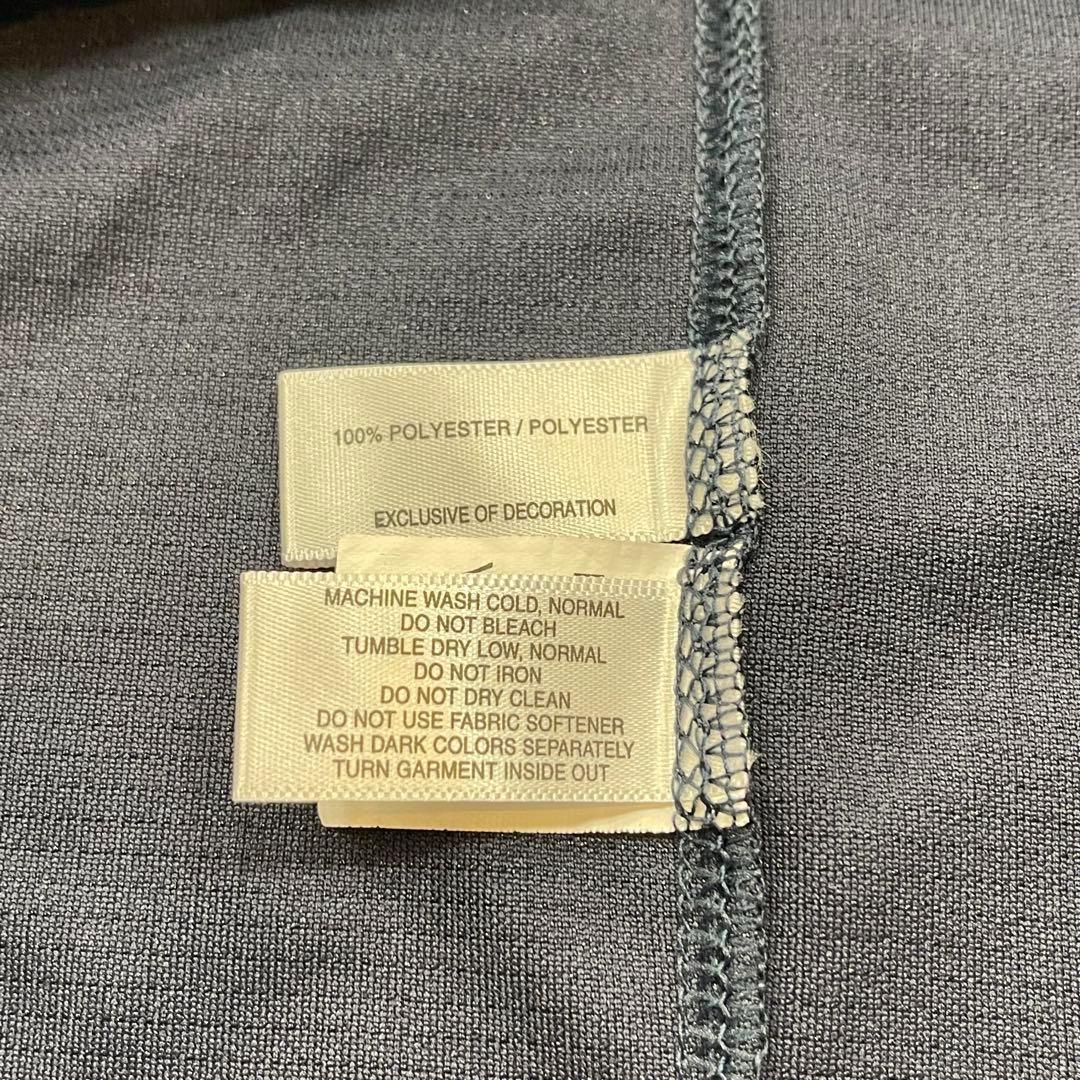 100% POLYESTER / POLYESTER
EXCLUSIVE OF DECORATION
MACHINE WASH COLD, NORMAL
DO NOT BLEACH
TUMBLE DRY LOW, NORMAL
DO NOT IRON
DO NOT DRY CLEAN
DO NOT USE FABRIC SOFTENER
WASH DARK COLORS SEPARATELY
TURN GARMENT INSIDE OUT